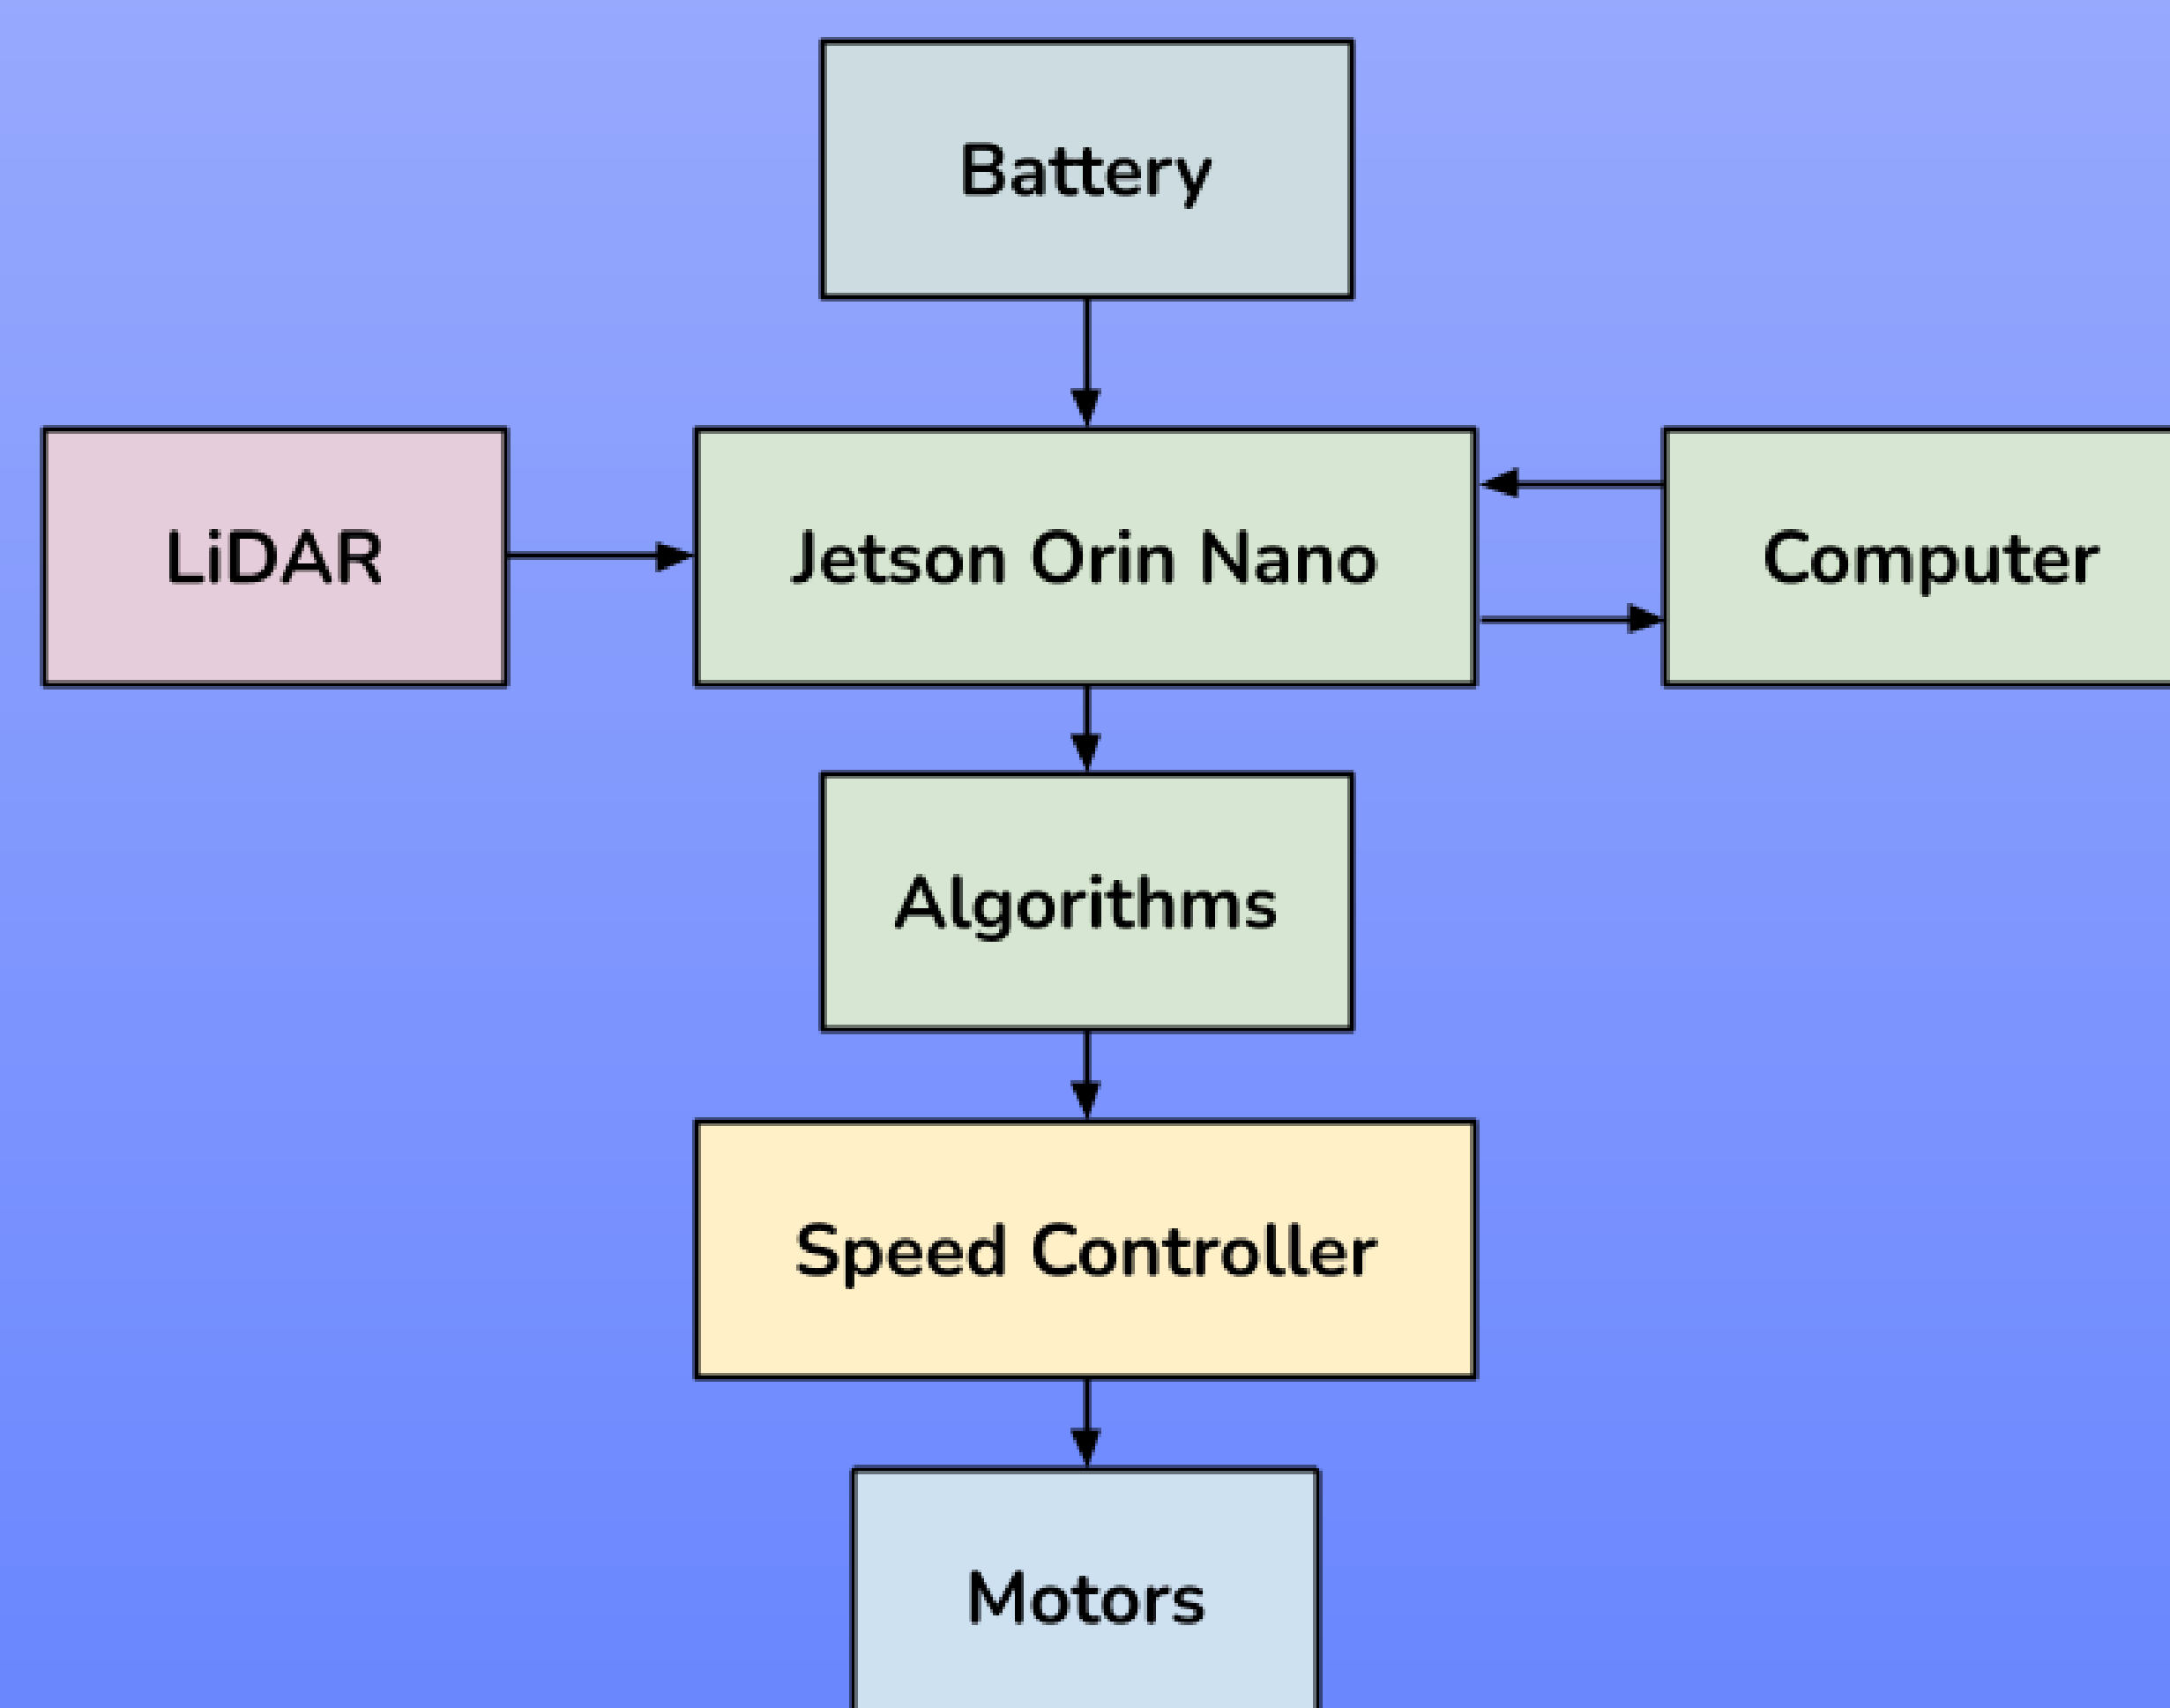 Battery
LiDAR
Jetson Orin Nano
Computer
Algorithms
Speed Controller
Motors